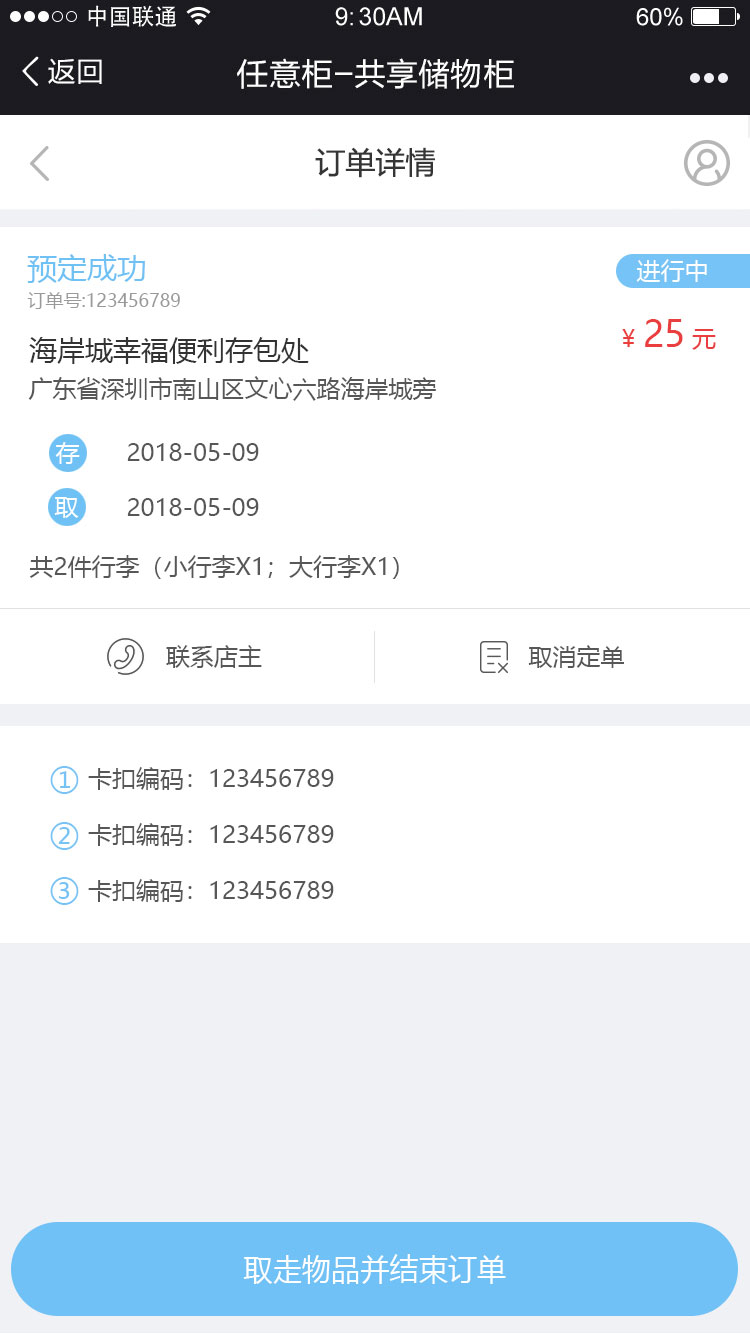 中国联通 9:30AM 60%
返回 任意柜-共享储物柜
订单详情
预定成功 进行中
订单号:123456789
¥ 25 元
海岸城幸福便利存包处
广东省深圳市南山区文心六路海岸城旁
存 2018-05-09
取 2018-05-09
共2件行李（小行李X1；大行李X1）
联系店主 取消定单
① 卡扣编码：123456789
② 卡扣编码：123456789
③ 卡扣编码：123456789
取走物品并结束订单